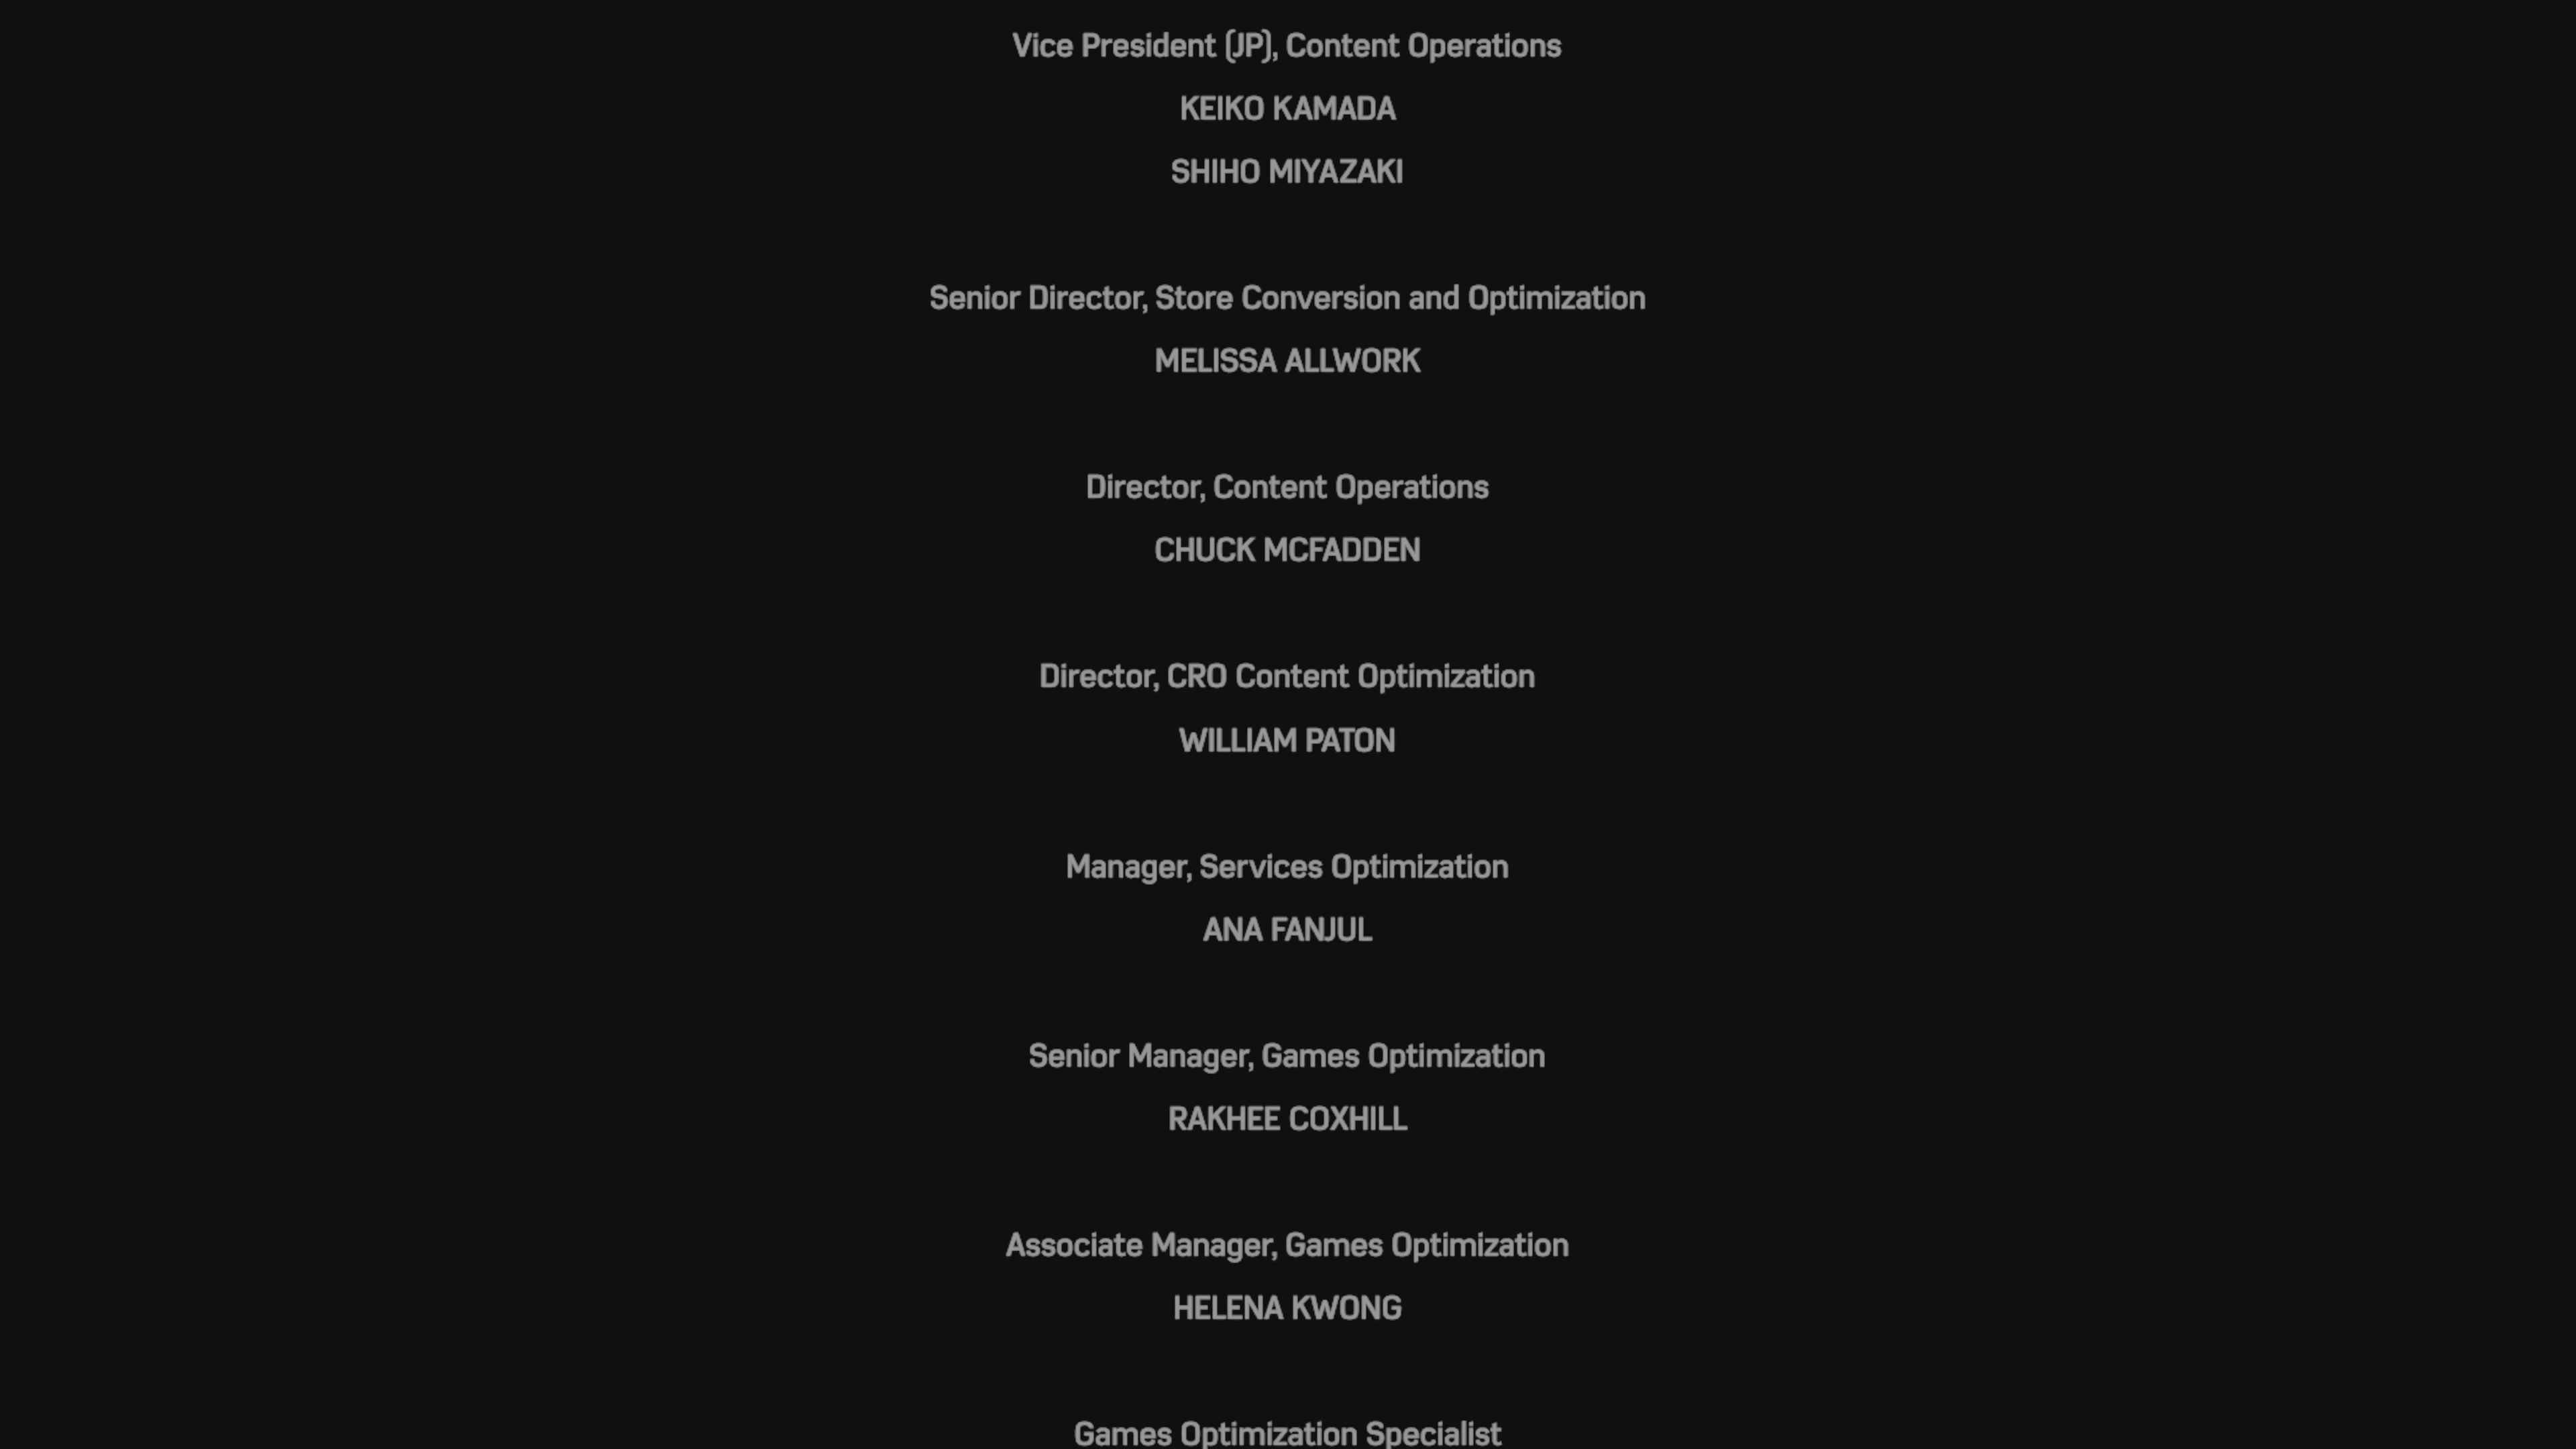 Vice President (JP), Content Operations
KEIKO KAMADA
SHIHO MIYAZAKI
Senior Director, Store Conversion and Optimization
MELISSA ALLWORK
Director, Content Operations
CHUCK MCFADDEN
Director, CRO Content Optimization
WILLIAM PATON
Manager, Services Optimization
ANA FANJUL
Senior Manager, Games Optimization
RAKHEE COXHILL
Associate Manager, Games Optimization
HELENA KWONG
Games Optimization Specialist